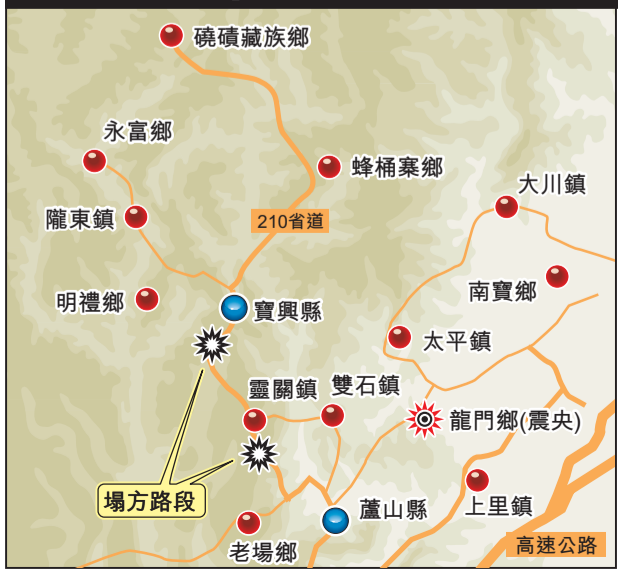 磽磧藏族鄉
永富鄉
蜂桶寨鄉
大川鎮
隴東鎮
210省道
南寶鄉
明禮鄉
寶興縣
太平鎮
靈關鎮
雙石鎮
龍門鄉(震央)
塌方路段
蘆山縣
上里鎮
老場鄉
高速公路